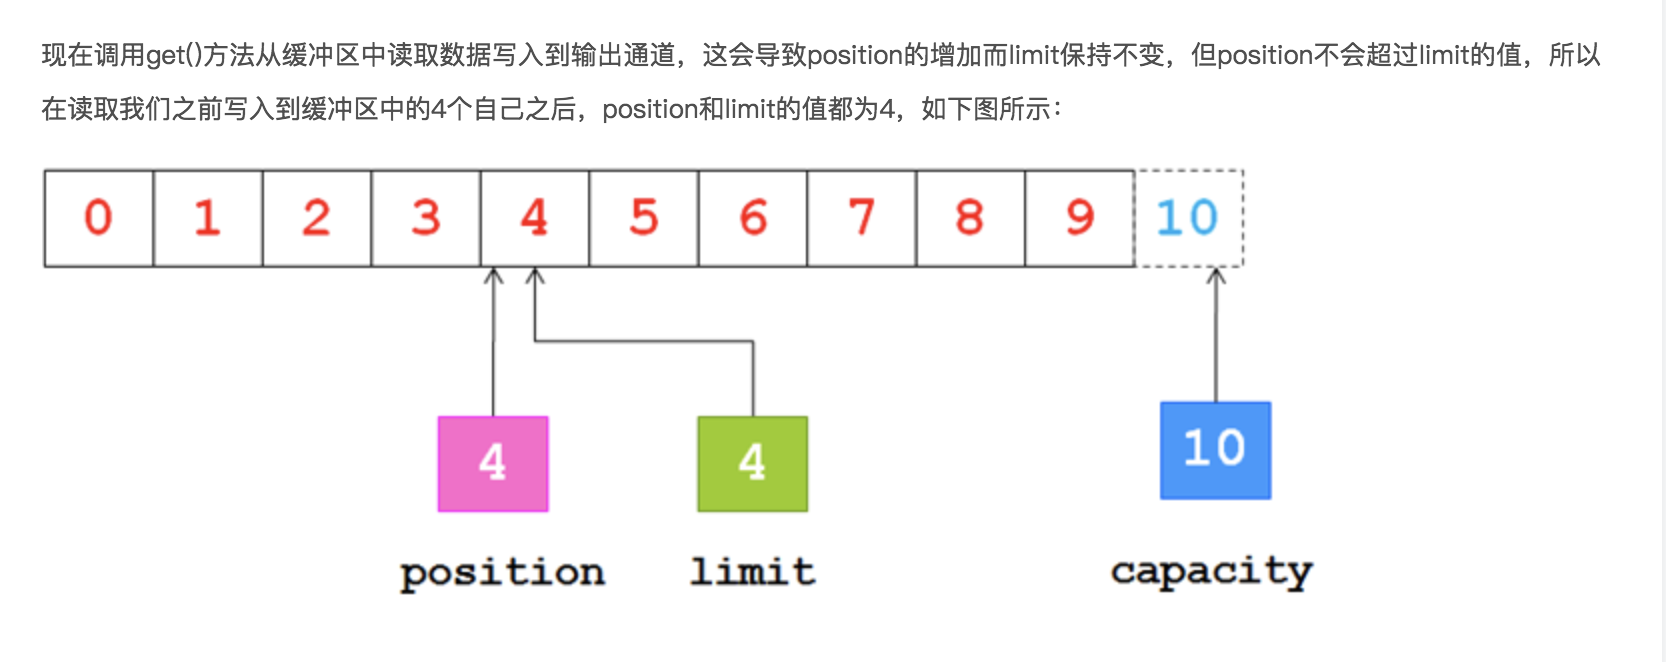 现在调用get()方法从缓冲区中读取数据写入到输出通道，这会导致position的增加而limit保持不变，但position不会超过limit的值，所以
在读取我们之前写入到缓冲区中的4个自己之后，position和limit的值都为4，如下图所示：
0 1 2 3 4 5 6 7 8 9 10
4 4 10
position limit capacity